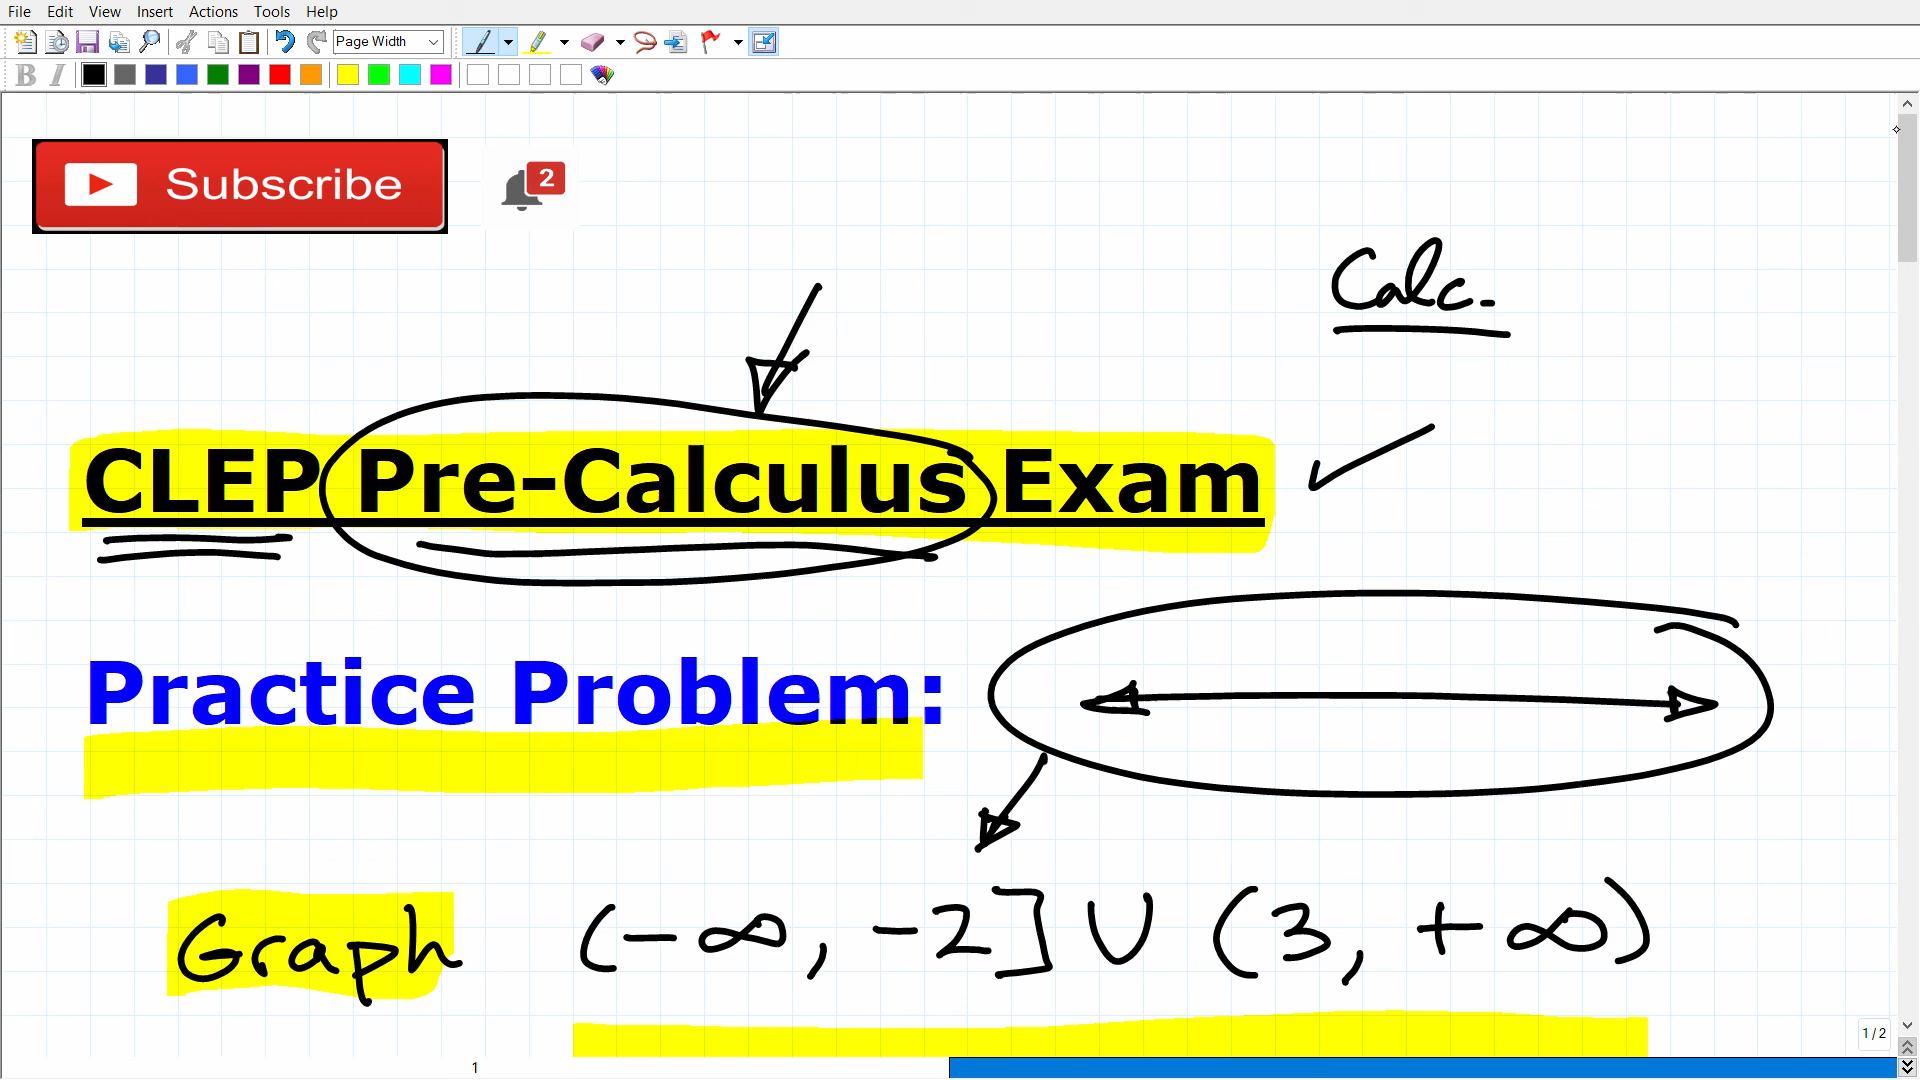 File Edit View Insert Actions Tools Help
Page Width
B I
Subscribe 2
Calc.
CLEP Pre-Calculus Exam
Practice Problem:
Graph (-∞, -2] ∪ (3, +∞)
1 / 2
1